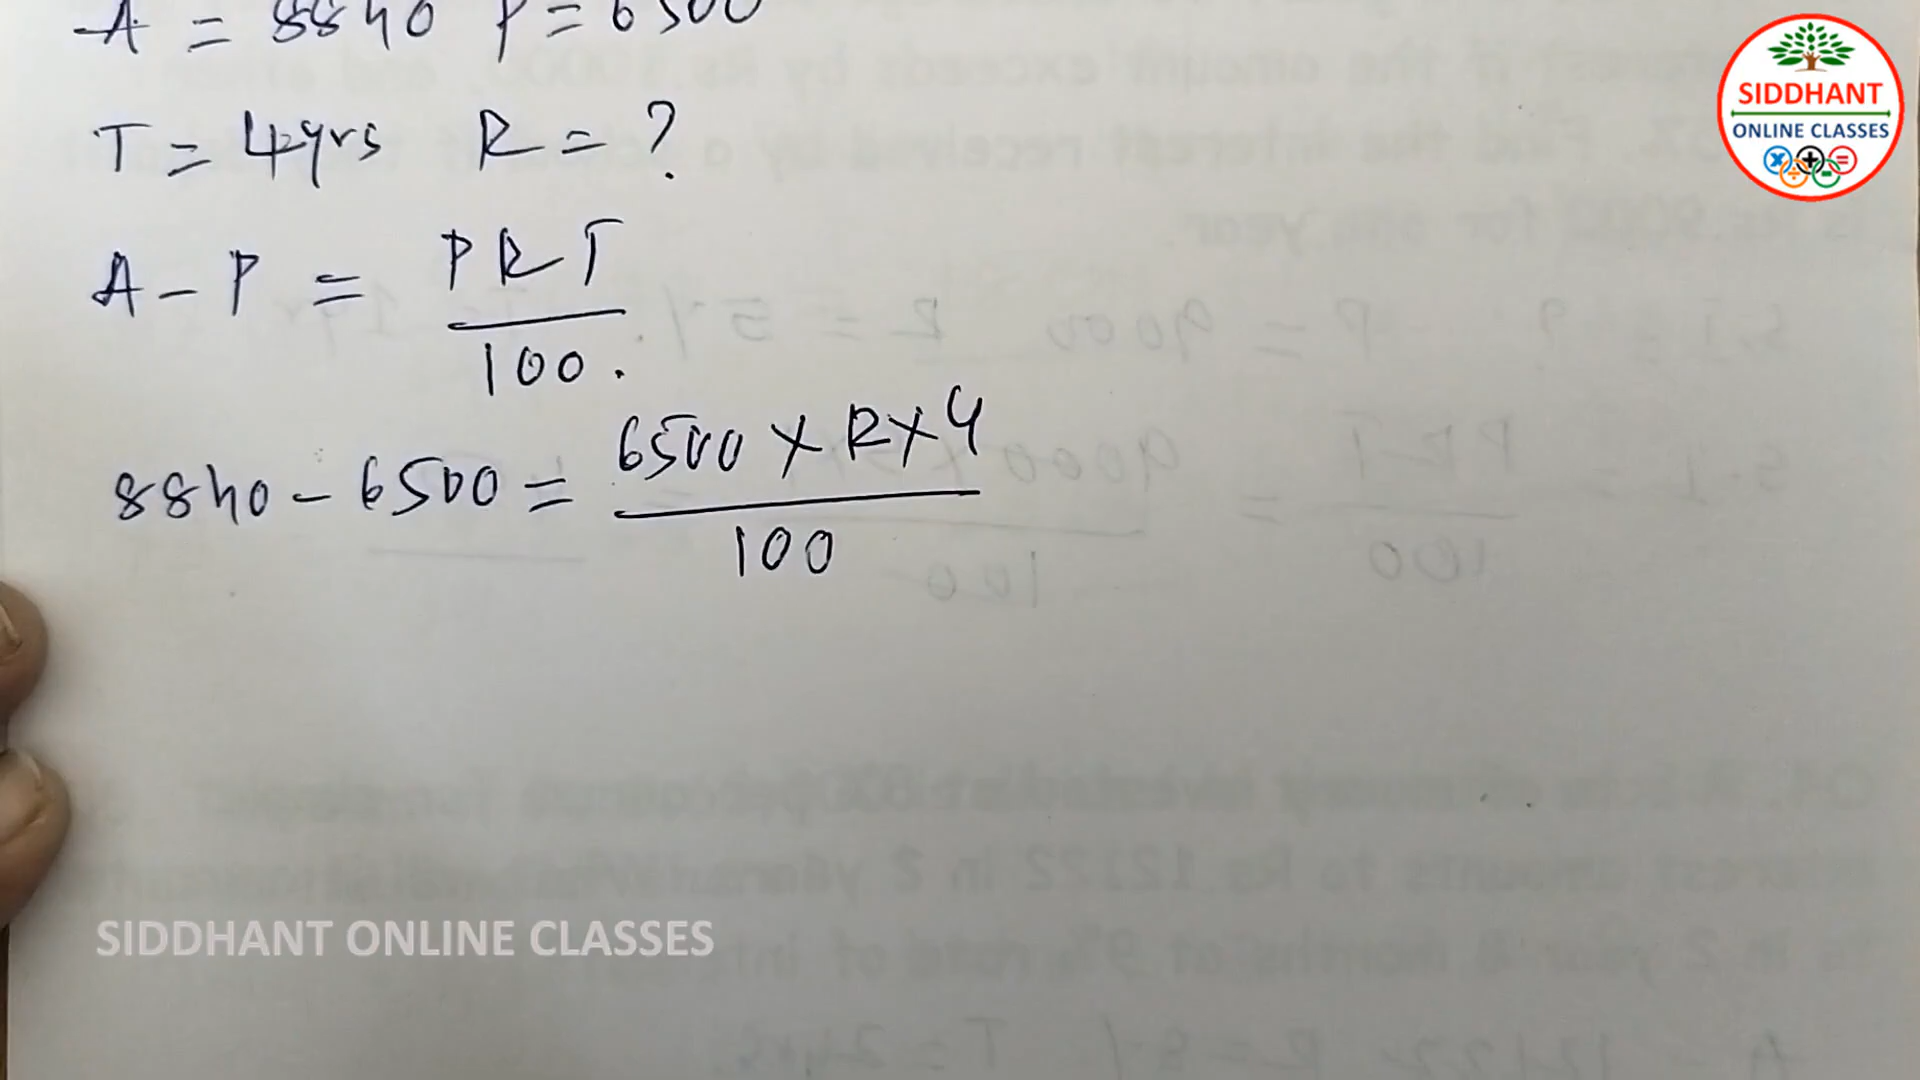 A = 8840 P = 6500
T = 4yrs R = ?
A - P = PRT
100.
8840 - 6500 = 6500 X R X 4
100
SIDDHANT
ONLINE CLASSES
SIDDHANT ONLINE CLASSES